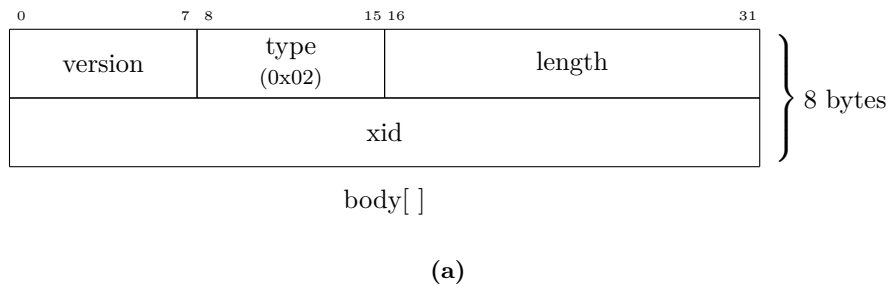 0 7 8 15 16 31
version type length
(0x02)
8 bytes
xid
body[ ]
(a)